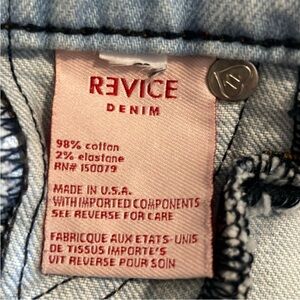 REVICE
DENIM
98% cotton
2% elastane
RN# 150079
MADE IN U.S.A.
WITH IMPORTED COMPONENTS
SEE REVERSE FOR CARE
FABRIQUE AUX ETATS-UNIS
DE TISSUS IMPORTE'S
VIT REVERSE POUR SOIN